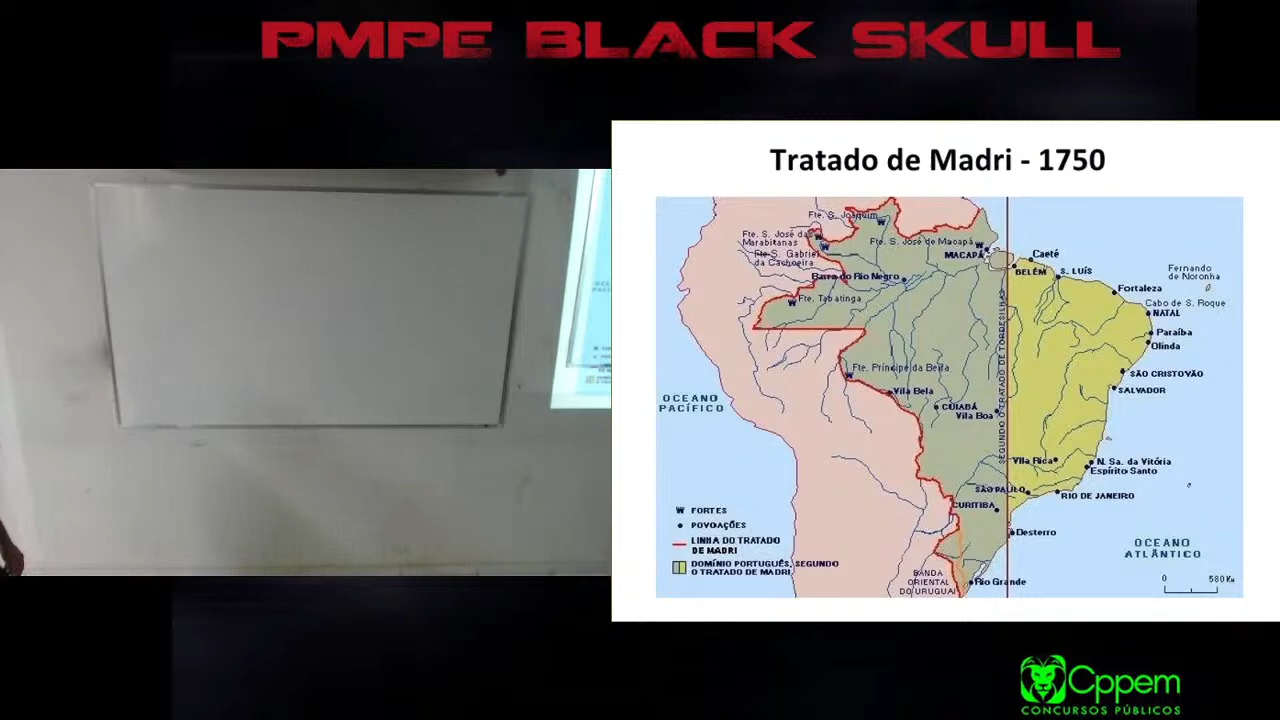 PMPE BLACK SKULL
Tratado de Madri - 1750
Fte. S. Joaquim
Fte. S. José das
Marabitanas
Fte. S. José de Macapá
Fte. S. Gabriel
da Cachoeira
MACAPÁ
Caeté
BELÉM
S. LUÍS
Fernando
de Noronha
Barra do Rio Negro
Fortaleza
Fte. Tabatinga
Cabo de S. Roque
NATAL
Paraíba
Olinda
SEGUNDO O TRATADO DE TORDESILHAS
Fte. Príncipe da Beira
SÃO CRISTOVÃO
Vila Bela
SALVADOR
OCEANO
PACÍFICO
CUIABÁ
Vila Boa
Vila Rica
N. Sa. da Vitória
Espírito Santo
SÃO PAULO
RIO DE JANEIRO
CURITIBA
FORTES
POVOAÇÕES
Desterro
LINHA DO TRATADO
DE MADRI
OCEANO
ATLÂNTICO
DOMÍNIO PORTUGUÊS, SEGUNDO
O TRATADO DE MADRI.
BANDA
ORIENTAL
DO URUGUAI
Rio Grande
0 580 Km
Cppem
CONCURSOS PÚBLICOS